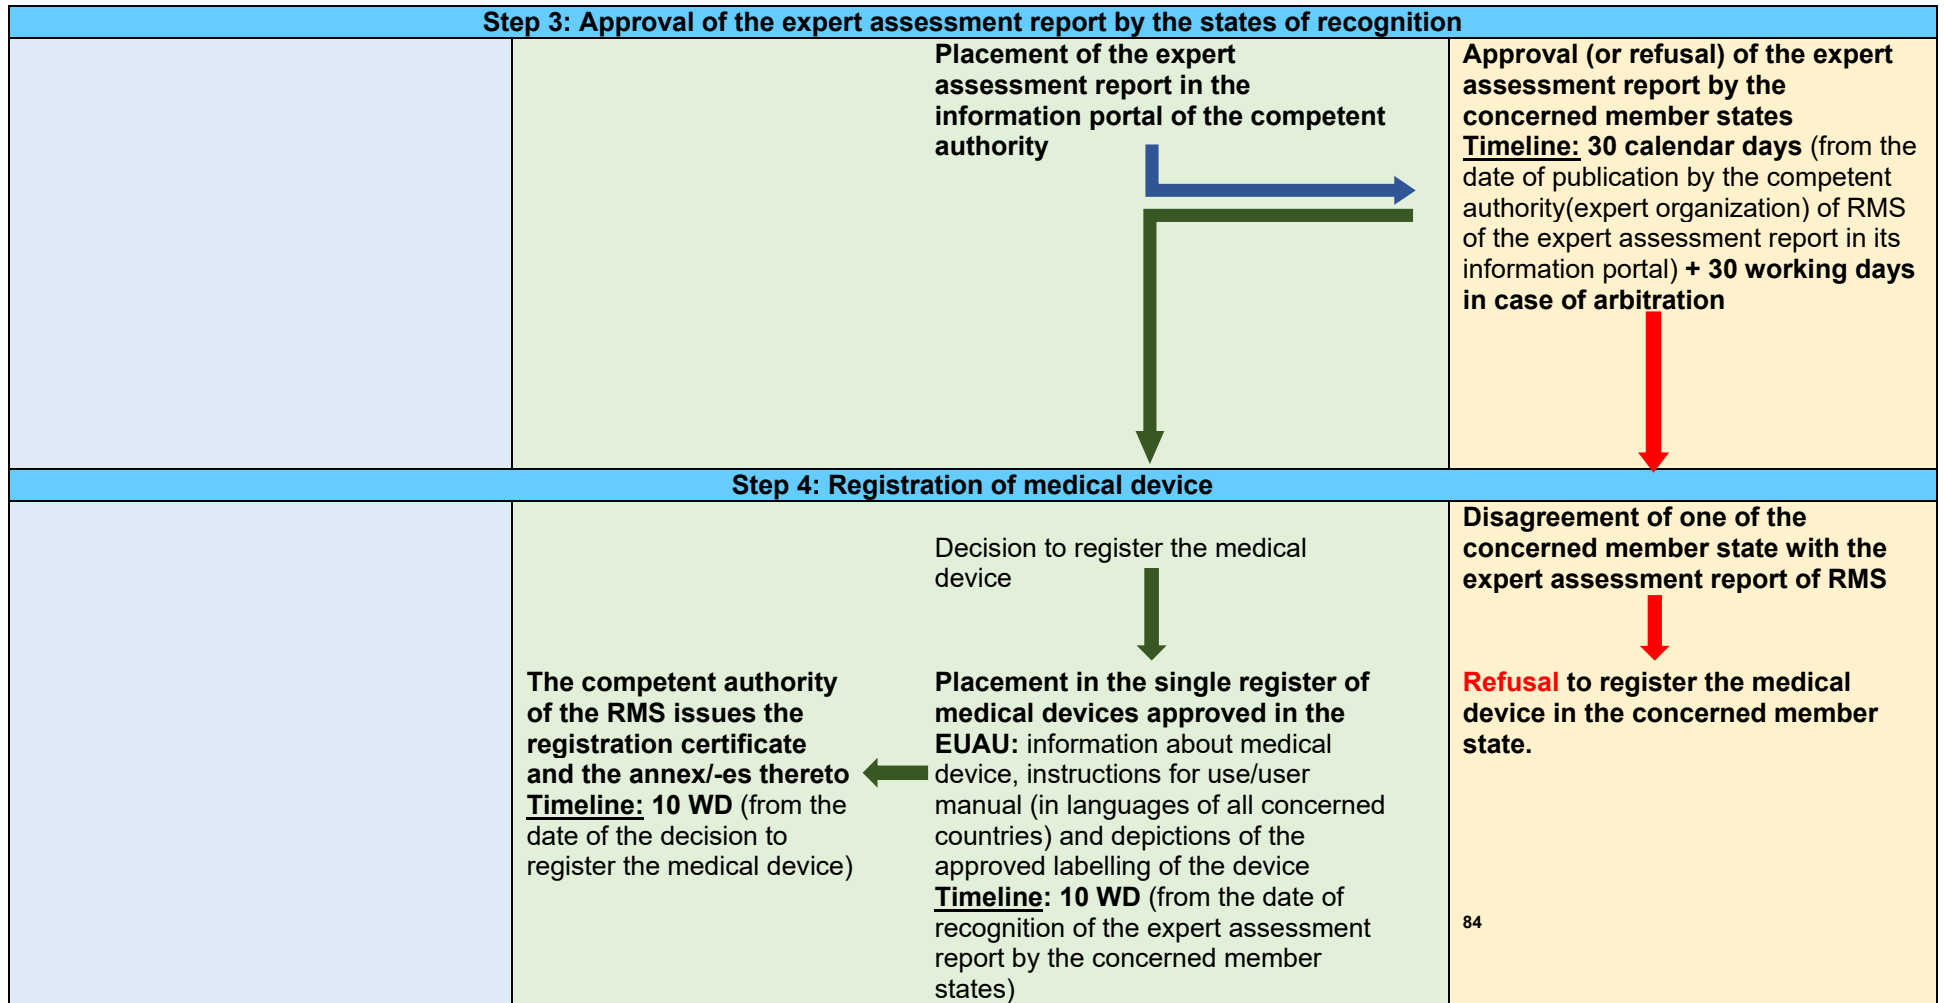 Step 3: Approval of the expert assessment report by the states of recognition
Placement of the expert
assessment report in the
information portal of the competent
authority
Approval (or refusal) of the expert
assessment report by the
concerned member states
Timeline: 30 calendar days (from the
date of publication by the competent
authority(expert organization) of RMS
of the expert assessment report in its
information portal) + 30 working days
in case of arbitration
Step 4: Registration of medical device
Decision to register the medical
device
The competent authority
of the RMS issues the
registration certificate
and the annex/-es thereto
Timeline: 10 WD (from the
date of the decision to
register the medical device)
Placement in the single register of
medical devices approved in the
EUAU: information about medical
device, instructions for use/user
manual (in languages of all concerned
countries) and depictions of the
approved labelling of the device
Timeline: 10 WD (from the date of
recognition of the expert assessment
report by the concerned member
states)
Disagreement of one of the
concerned member state with the
expert assessment report of RMS
Refusal to register the medical
device in the concerned member
state.
84